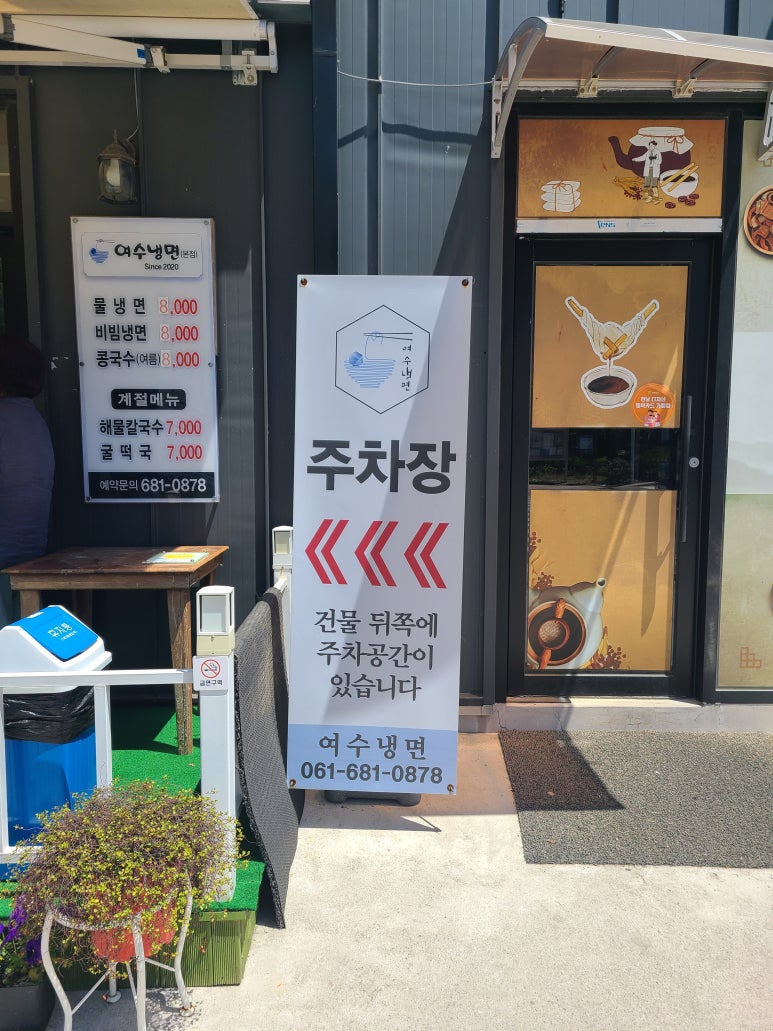 여수냉면(본점)
Since 2020
물냉면 8,000
비빔냉면 8,000
콩국수(여름) 8,000
계절메뉴
해물칼국수 7,000
굴떡국 7,000
예약문의 681-0878
여수냉면
주차장
건물 뒤쪽에
주차공간이
있습니다
여수냉면
061-681-0878
금연구역